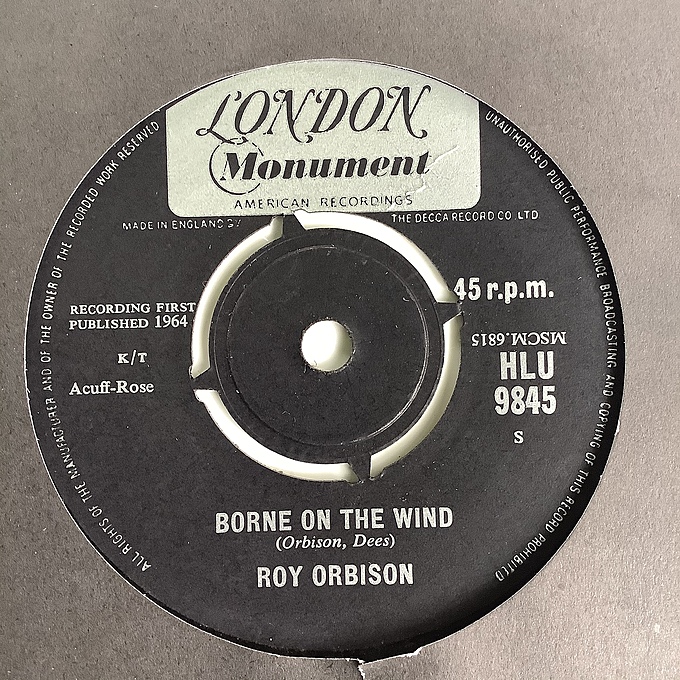 LONDON
Monument
AMERICAN RECORDINGS
MADE IN ENGLAND BY
THE DECCA RECORD CO. LTD
45 r.p.m.
RECORDING FIRST
PUBLISHED 1964
K/T
Acuff-Rose
MSCM.6815
HLU
9845
S
BORNE ON THE WIND
(Orbison, Dees)
ROY ORBISON
ALL RIGHTS OF THE MANUFACTURER AND OF THE OWNER OF THE RECORDED WORK RESERVED
UNAUTHORISED PUBLIC PERFORMANCE BROADCASTING AND COPYING OF THIS RECORD PROHIBITED